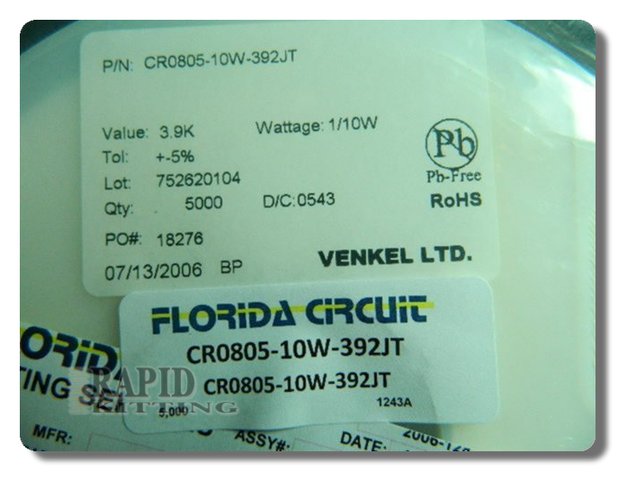 P/N: CR0805-10W-392JT
Value: 3.9K Wattage: 1/10W
Tol: +-5%
Lot: 752620104
Qty: 5000 D/C:0543
PO#: 18276
07/13/2006 BP
Pb
Pb-Free
RoHS
VENKEL LTD.
FLORIDA CIRCUIT
CR0805-10W-392JT
CR0805-10W-392JT
5,000 1243A
RAPID
KITTING
MFR: ASSY#: DATE: